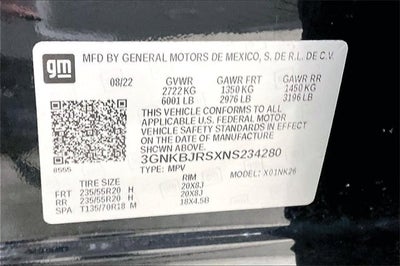 gm
MFD BY GENERAL MOTORS DE MEXICO, S. DE R.L. DE C.V.
08/22 GVWR GAWR FRT GAWR RR
2722 KG 1350 KG 1450 KG
6001 LB 2976 LB 3196 LB
THIS VEHICLE CONFORMS TO ALL
APPLICABLE U.S. FEDERAL MOTOR
VEHICLE SAFETY STANDARDS IN EFFECT
ON THE DATE OF MANUFACTURE
SHOWN ABOVE.
3GNKBJRSXNS234280
8555 TYPE: MPV MODEL: X01NK26
TIRE SIZE RIM
FRT 235/55R20 H 20X8J
RR 235/55R20 H 20X8J
SPA T135/70R18 M 18X4.5B